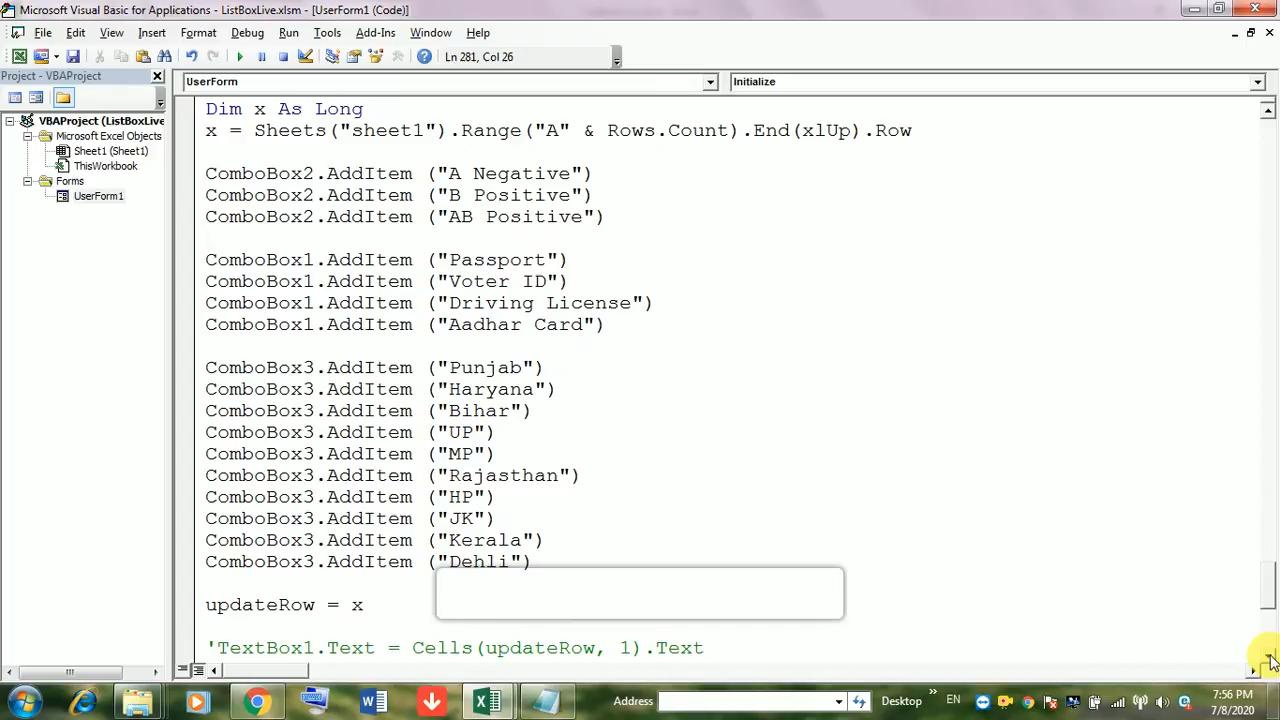 Microsoft Visual Basic for Applications - ListBoxLive.xlsm - [UserForm1 (Code)]
File Edit View Insert Format Debug Run Tools Add-Ins Window Help
Ln 281, Col 26
Project - VBAProject
UserForm
Initialize
VBAProject (ListBoxLive
Microsoft Excel Objects
Sheet1 (Sheet1)
ThisWorkbook
Forms
UserForm1
Dim x As Long
x = Sheets("sheet1").Range("A" & Rows.Count).End(xlUp).Row
ComboBox2.AddItem ("A Negative")
ComboBox2.AddItem ("B Positive")
ComboBox2.AddItem ("AB Positive")
ComboBox1.AddItem ("Passport")
ComboBox1.AddItem ("Voter ID")
ComboBox1.AddItem ("Driving License")
ComboBox1.AddItem ("Aadhar Card")
ComboBox3.AddItem ("Punjab")
ComboBox3.AddItem ("Haryana")
ComboBox3.AddItem ("Bihar")
ComboBox3.AddItem ("UP")
ComboBox3.AddItem ("MP")
ComboBox3.AddItem ("Rajasthan")
ComboBox3.AddItem ("HP")
ComboBox3.AddItem ("JK")
ComboBox3.AddItem ("Kerala")
ComboBox3.AddItem ("Dehli")
updateRow = x
'TextBox1.Text = Cells(updateRow, 1).Text
Address
Desktop
EN
7:56 PM
7/8/2020